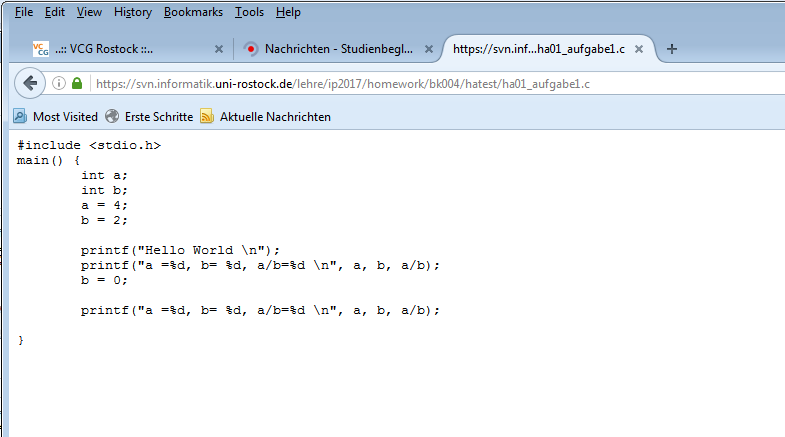 File Edit View History Bookmarks Tools Help
..:: VCG Rostock ::.. × Nachrichten - Studienbegl... × https://svn.inf...ha01_aufgabe1.c × +
https://svn.informatik.uni-rostock.de/lehre/ip2017/homework/bk004/hatest/ha01_aufgabe1.c
Most Visited Erste Schritte Aktuelle Nachrichten
#include <stdio.h>
main() {
        int a;
        int b;
        a = 4;
        b = 2;

        printf("Hello World \n");
        printf("a =%d, b= %d, a/b=%d \n", a, b, a/b);
        b = 0;

        printf("a =%d, b= %d, a/b=%d \n", a, b, a/b);

}